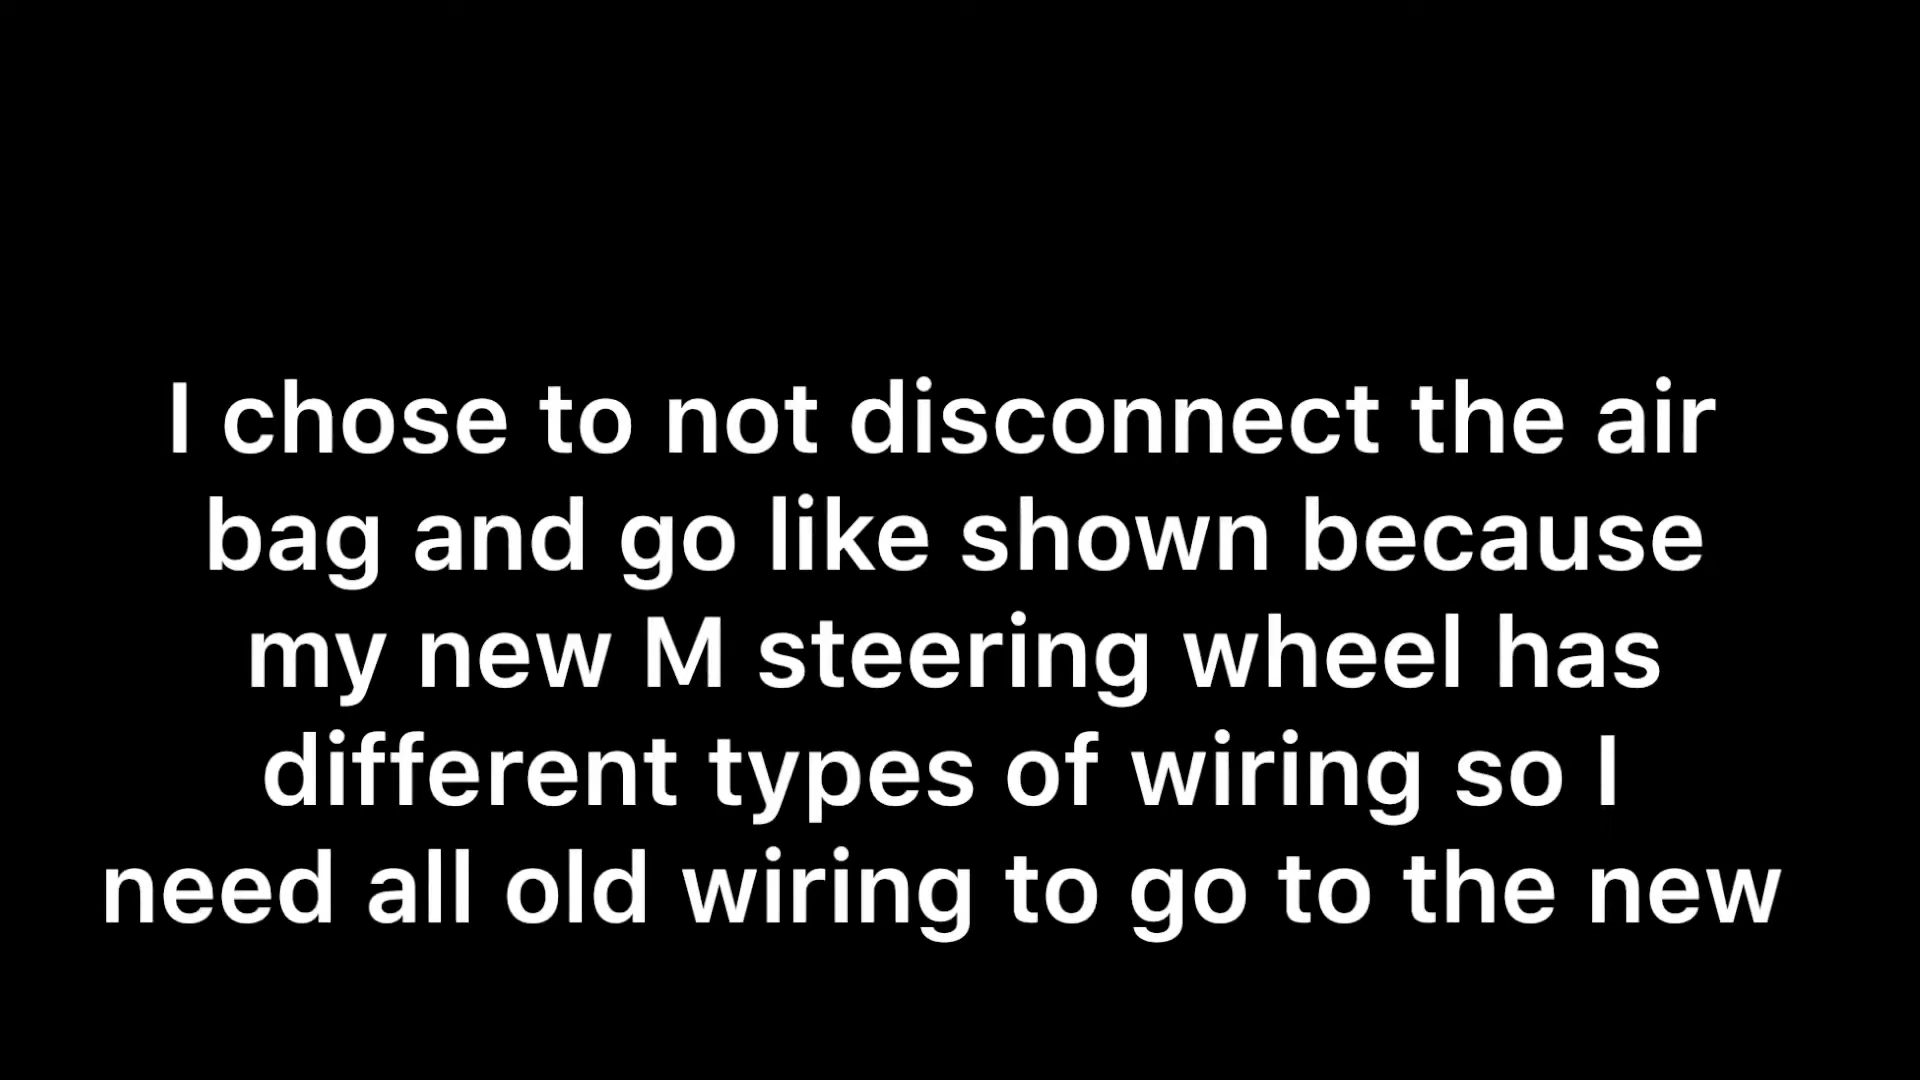 I chose to not disconnect the air
bag and go like shown because
my new M steering wheel has
different types of wiring so I
need all old wiring to go to the new